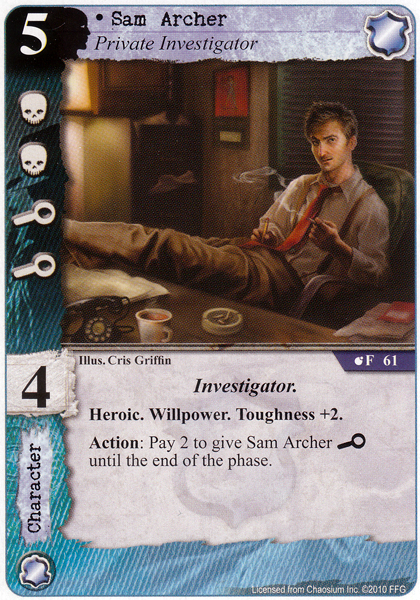 5
• Sam Archer
Private Investigator
Illus. Cris Griffin
F 61
4
Investigator.
Heroic. Willpower. Toughness +2.
Action: Pay 2 to give Sam Archer
until the end of the phase.
Character
Licensed from Chaosium Inc. ©2010 FFG